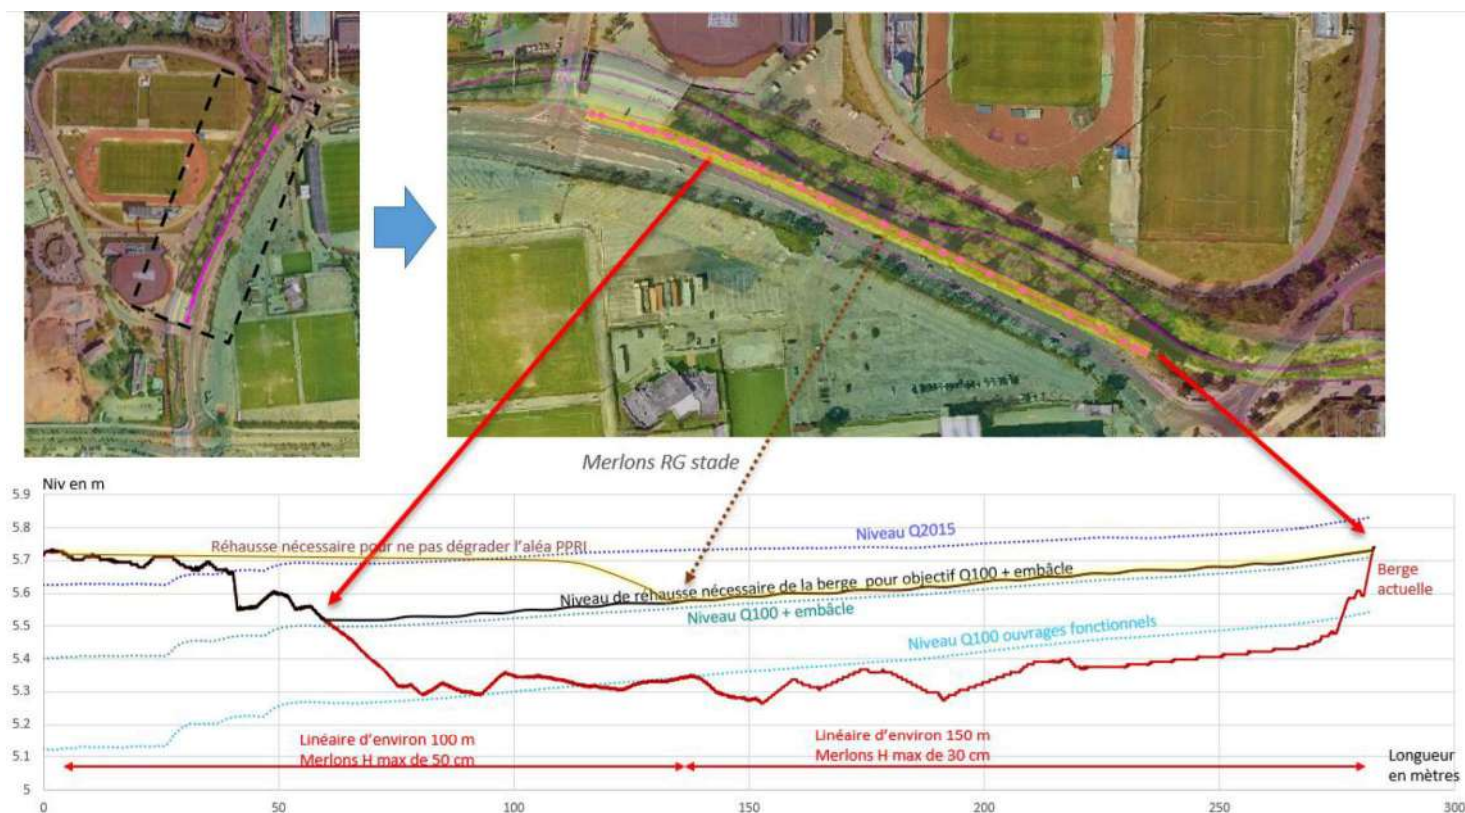 Merlons RG stade
Niv en m
5.9
5.8
5.7
5.6
5.5
5.4
5.3
5.2
5.1
5
Niveau Q2015
Réhausse nécessaire pour ne pas dégrader l'aléa PPRI
Niveau de réhausse nécessaire de la berge pour objectif Q100 + embâcle
Niveau Q100 + embâcle
Berge
actuelle
Niveau Q100 ouvrages fonctionnels
Linéaire d'environ 100 m
Merlons H max de 50 cm
Linéaire d'environ 150 m
Merlons H max de 30 cm
Longueur
en mètres
0 50 100 150 200 250 300